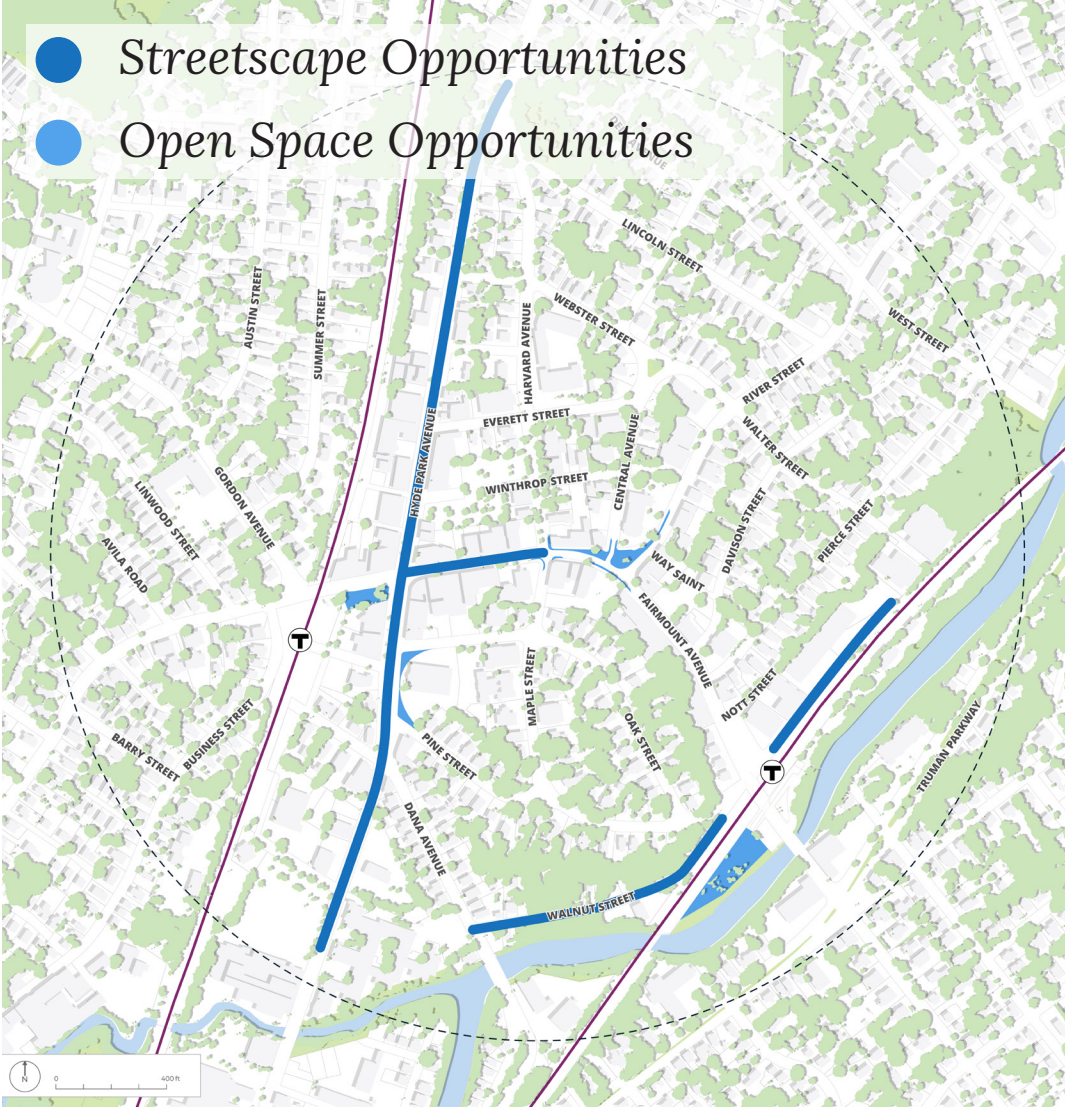 Streetscape Opportunities
Open Space Opportunities
LINCOLN STREET
AUSTIN STREET
SUMMER STREET
HARVARD AVENUE
WEBSTER STREET
WEST STREET
RIVER STREET
EVERETT STREET
CENTRAL AVENUE
WALTER STREET
HYDE PARK AVENUE
WINTHROP STREET
GORDON AVENUE
LINWOOD STREET
AVILA ROAD
DAVISON STREET
PIERCE STREET
WAY SAINT
FAIRMOUNT AVENUE
T
MAPLE STREET
NOTT STREET
OAK STREET
BUSINESS STREET
BARRY STREET
PINE STREET
TRUMAN PARKWAY
T
DANA AVENUE
WALNUT STREET
N
0
400 ft